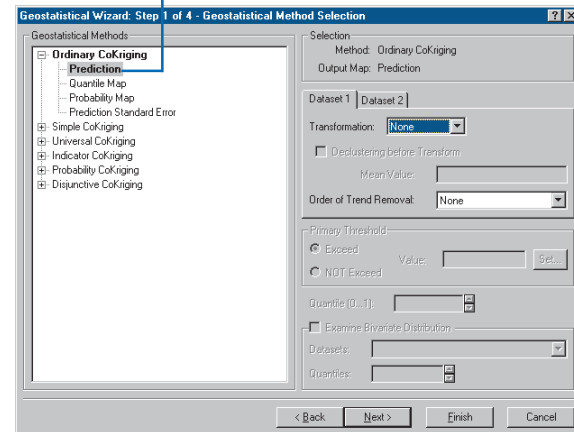 Geostatistical Wizard: Step 1 of 4 - Geostatistical Method Selection
Geostatistical Methods
Ordinary CoKriging
Prediction
Quantile Map
Probability Map
Prediction Standard Error
Simple CoKriging
Universal CoKriging
Indicator CoKriging
Probability CoKriging
Disjunctive CoKriging
Selection
Method: Ordinary CoKriging
Output Map: Prediction
Dataset 1 Dataset 2
Transformation: None
Declustering before Transform
Mean Value:
Order of Trend Removal: None
Primary Threshold
Exceed
Value: Set...
NOT Exceed
Quantile (0...1):
Examine Bivariate Distribution
Datasets:
Quantiles:
< Back Next > Finish Cancel